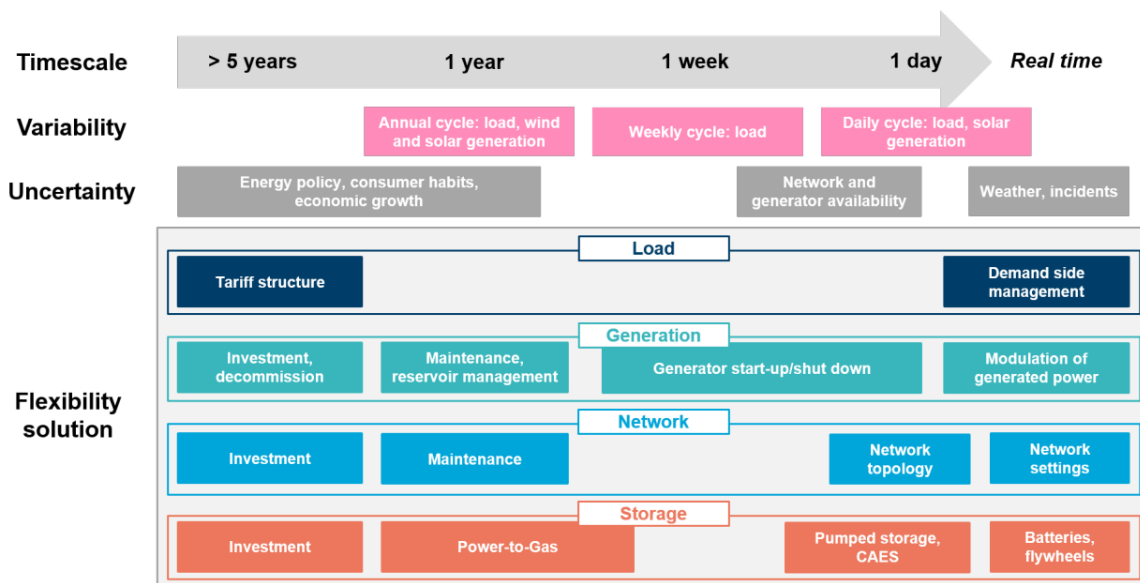 Timescale
> 5 years
1 year
1 week
1 day
Real time
Variability
Annual cycle: load, wind
and solar generation
Weekly cycle: load
Daily cycle: load, solar
generation
Uncertainty
Energy policy, consumer habits,
economic growth
Network and
generator availability
Weather, incidents
Flexibility
solution
Load
Tariff structure
Demand side
management
Generation
Investment,
decommission
Maintenance,
reservoir management
Generator start-up/shut down
Modulation of
generated power
Network
Investment
Maintenance
Network
topology
Network
settings
Storage
Investment
Power-to-Gas
Pumped storage,
CAES
Batteries,
flywheels